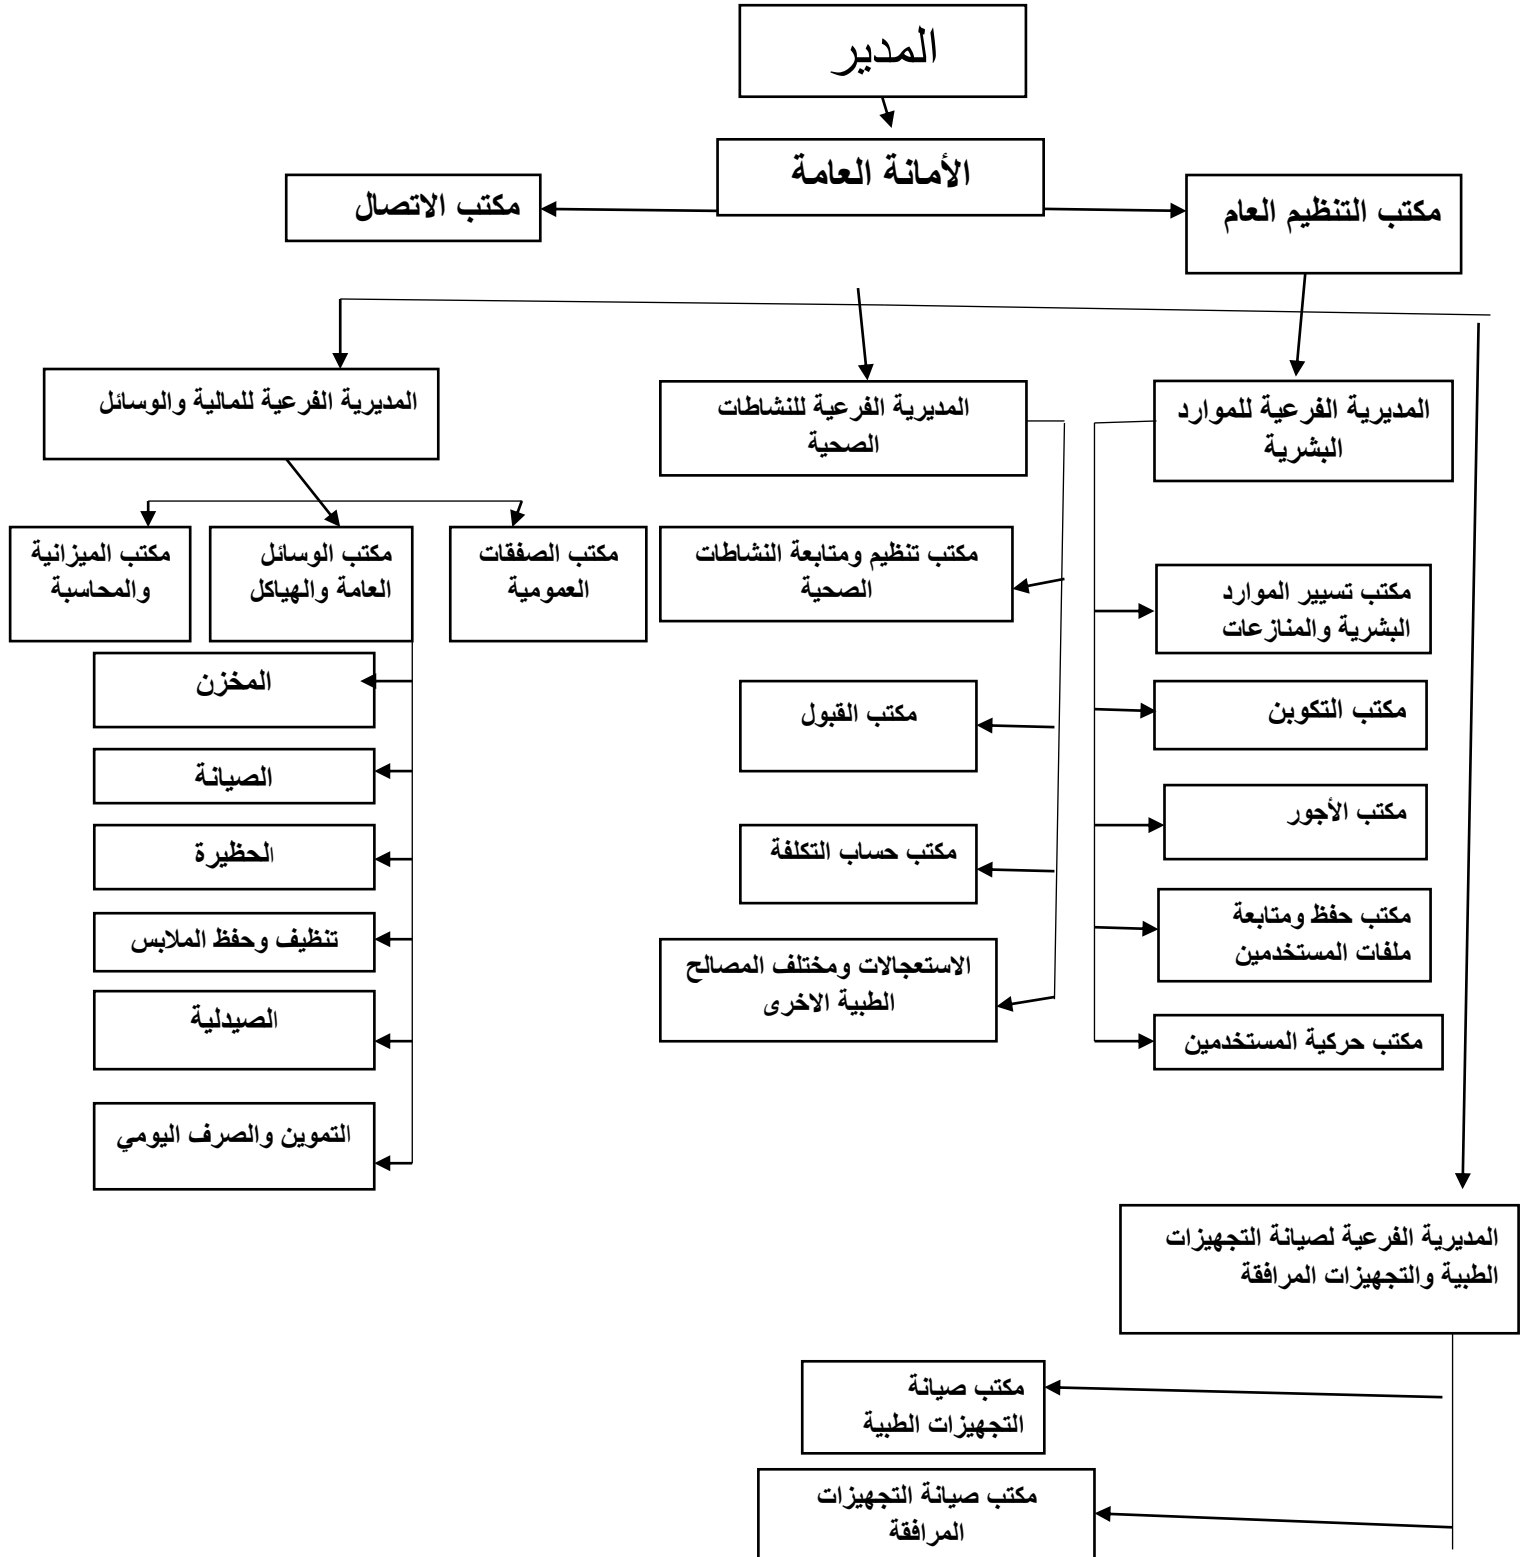 المدير
الأمانة العامة
مكتب التنظيم العام
مكتب الاتصال
المديرية الفرعية للموارد
البشرية
المديرية الفرعية للنشاطات
الصحية
المديرية الفرعية للمالية والوسائل
مكتب تسيير الموارد
البشرية والمنازعات
مكتب التكوبن
مكتب الأجور
مكتب حفظ ومتابعة
ملفات المستخدمين
مكتب حركية المستخدمين
مكتب تنظيم ومتابعة النشاطات
الصحية
مكتب القبول
مكتب حساب التكلفة
الاستعجالات ومختلف المصالح
الطبية الاخرى
مكتب الصفقات
العمومية
مكتب الوسائل
العامة والهياكل
مكتب الميزانية
والمحاسبة
المخزن
الصيانة
الحظيرة
تنظيف وحفظ الملابس
الصيدلية
التموين والصرف اليومي
المديرية الفرعية لصيانة التجهيزات
الطبية والتجهيزات المرافقة
مكتب صيانة
التجهيزات الطبية
مكتب صيانة التجهيزات
المرافقة